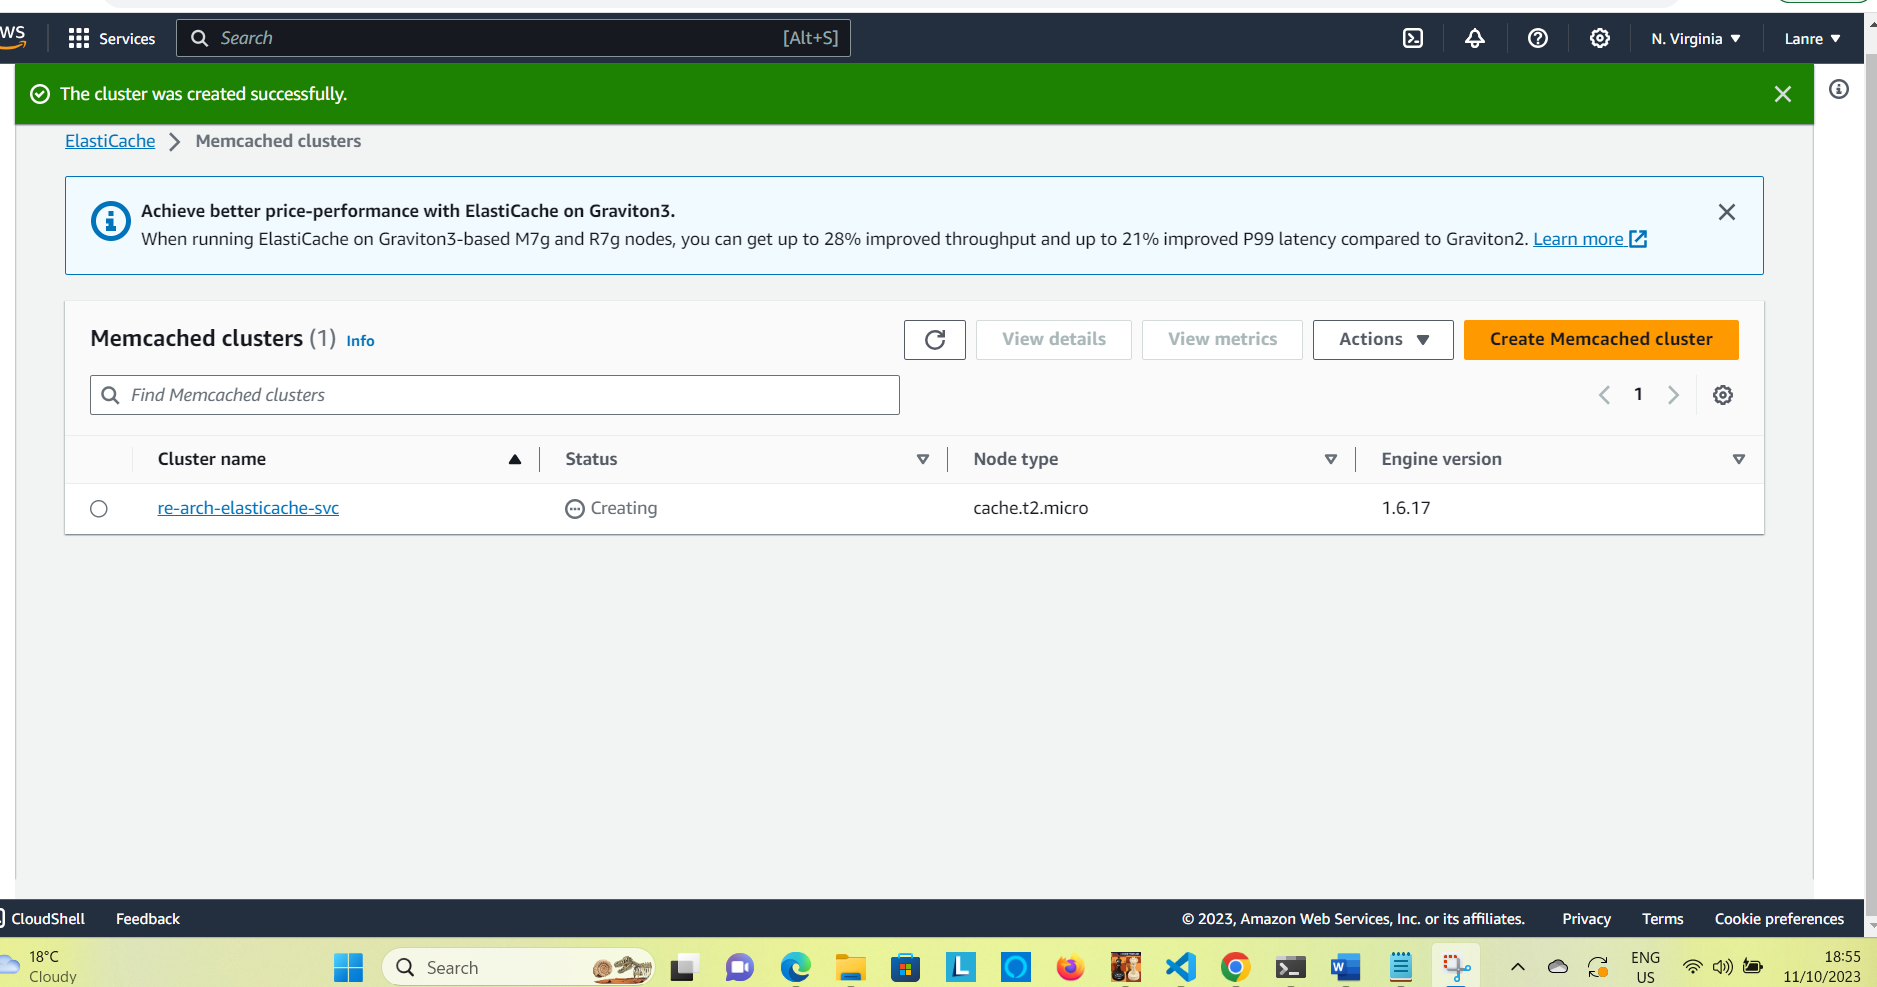 WS
Services
Search
[Alt+S]
N. Virginia
Lanre
The cluster was created successfully.
ElastiCache
Memcached clusters
Achieve better price-performance with ElastiCache on Graviton3.
When running ElastiCache on Graviton3-based M7g and R7g nodes, you can get up to 28% improved throughput and up to 21% improved P99 latency compared to Graviton2. Learn more
Memcached clusters (1) Info
View details
View metrics
Actions
Create Memcached cluster
Find Memcached clusters
1
Cluster name
Status
Node type
Engine version
re-arch-elasticache-svc
Creating
cache.t2.micro
1.6.17
CloudShell
Feedback
© 2023, Amazon Web Services, Inc. or its affiliates.
Privacy
Terms
Cookie preferences
18°C
Cloudy
Search
ENG
US
18:55
11/10/2023